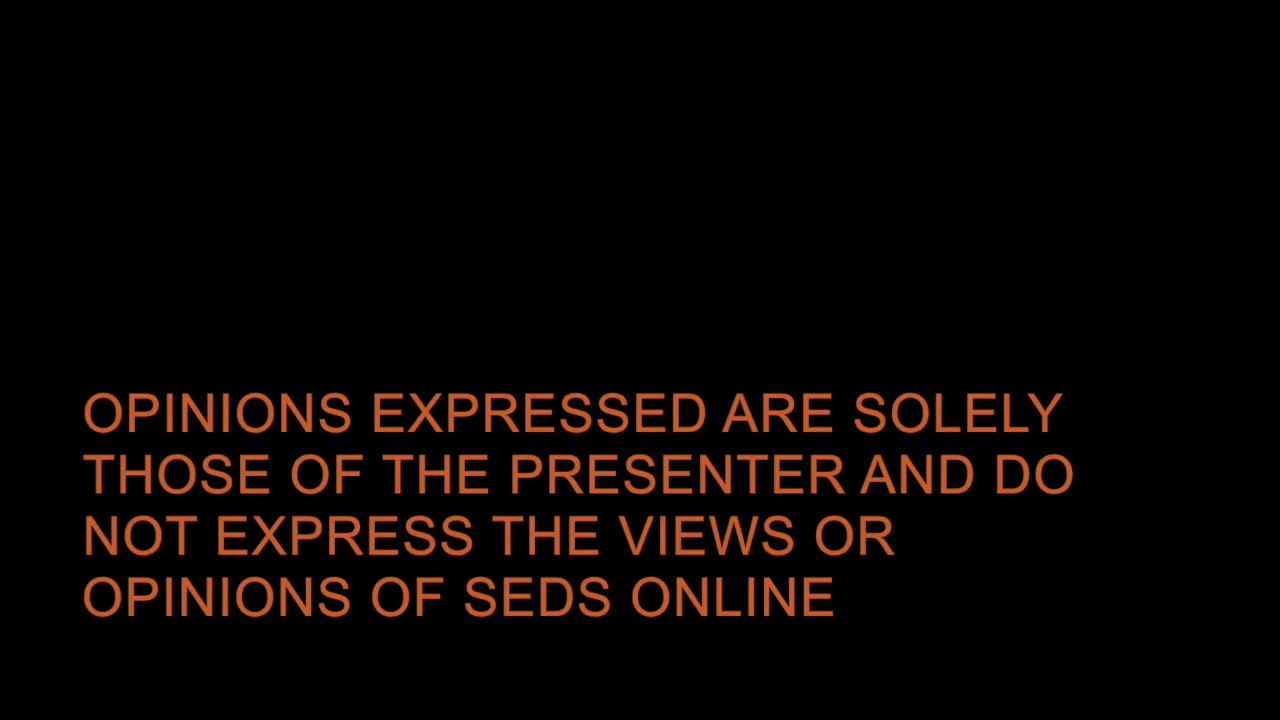 OPINIONS EXPRESSED ARE SOLELY
THOSE OF THE PRESENTER AND DO
NOT EXPRESS THE VIEWS OR
OPINIONS OF SEDS ONLINE